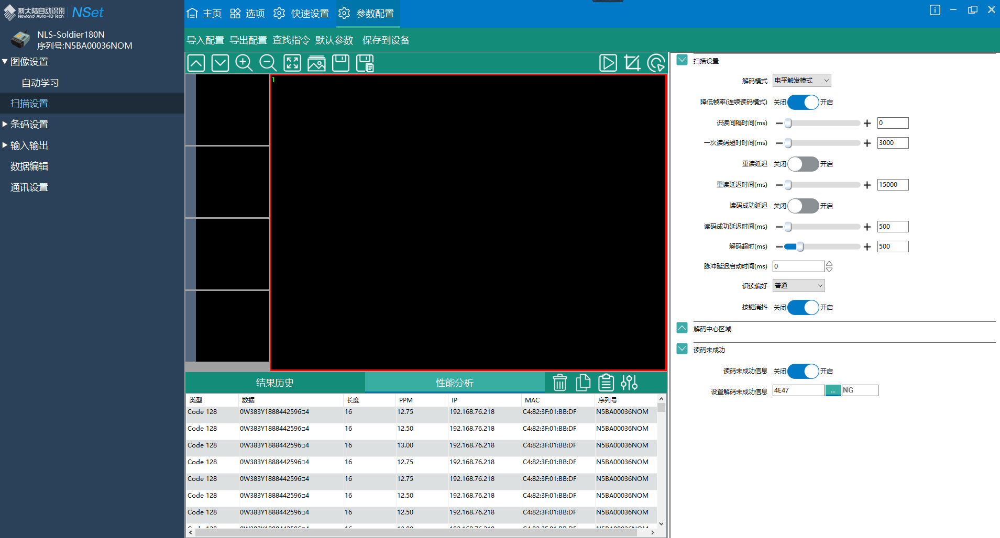 新大陆自动识别
Newland Auto-ID Tech.
NSet
主页 选项 快速设置 参数配置
NLS-Soldier180N
序列号:N5BA00036NOM
导入配置 导出配置 查找指令 默认参数 保存到设备
图像设置
自动学习
扫描设置
条码设置
输入输出
数据编辑
通讯设置
1
结果历史 性能分析
类型 数据 长度 PPM IP MAC 序列号
Code 128 0W383Y1888442596□4 16 12.75 192.168.76.218 C4:82:3F:01:BB:DF N5BA00036NOM
Code 128 0W383Y1888442596□4 16 12.50 192.168.76.218 C4:82:3F:01:BB:DF N5BA00036NOM
Code 128 0W383Y1888442596□4 16 13.00 192.168.76.218 C4:82:3F:01:BB:DF N5BA00036NOM
Code 128 0W383Y1888442596□4 16 12.75 192.168.76.218 C4:82:3F:01:BB:DF N5BA00036NOM
Code 128 0W383Y1888442596□4 16 12.75 192.168.76.218 C4:82:3F:01:BB:DF N5BA00036NOM
Code 128 0W383Y1888442596□4 16 12.50 192.168.76.218 C4:82:3F:01:BB:DF N5BA00036NOM
Code 128 0W383Y1888442596□4 16 12.50 192.168.76.218 C4:82:3F:01:BB:DF N5BA00036NOM
扫描设置
解码模式 电平触发模式
降低帧率(连续读码模式) 关闭 开启
识读间隔时间(ms) 0
一次读码超时时间(ms) 3000
重读延迟 关闭 开启
重读延迟时间(ms) 15000
读码成功延迟 关闭 开启
读码成功延迟时间(ms) 500
解码超时(ms) 500
脉冲延迟启动时间(ms) 0
识读偏好 普通
按键消抖 关闭 开启
解码中心区域
读码未成功
读码未成功信息 关闭 开启
设置解码未成功信息 4E47 ... NG